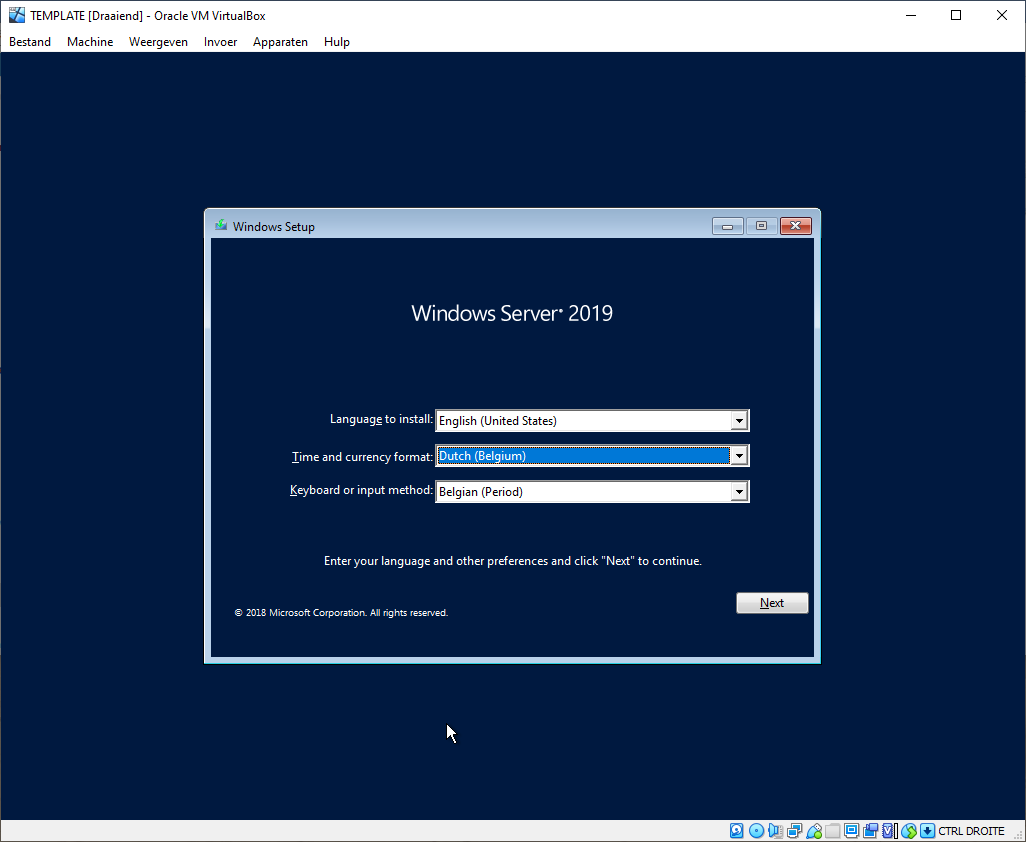 TEMPLATE [Draaiend] - Oracle VM VirtualBox
Bestand Machine Weergeven Invoer Apparaten Hulp
Windows Setup
Windows Server® 2019
Language to install: English (United States)
Time and currency format: Dutch (Belgium)
Keyboard or input method: Belgian (Period)
Enter your language and other preferences and click "Next" to continue.
Next
© 2018 Microsoft Corporation. All rights reserved.
CTRL DROITE